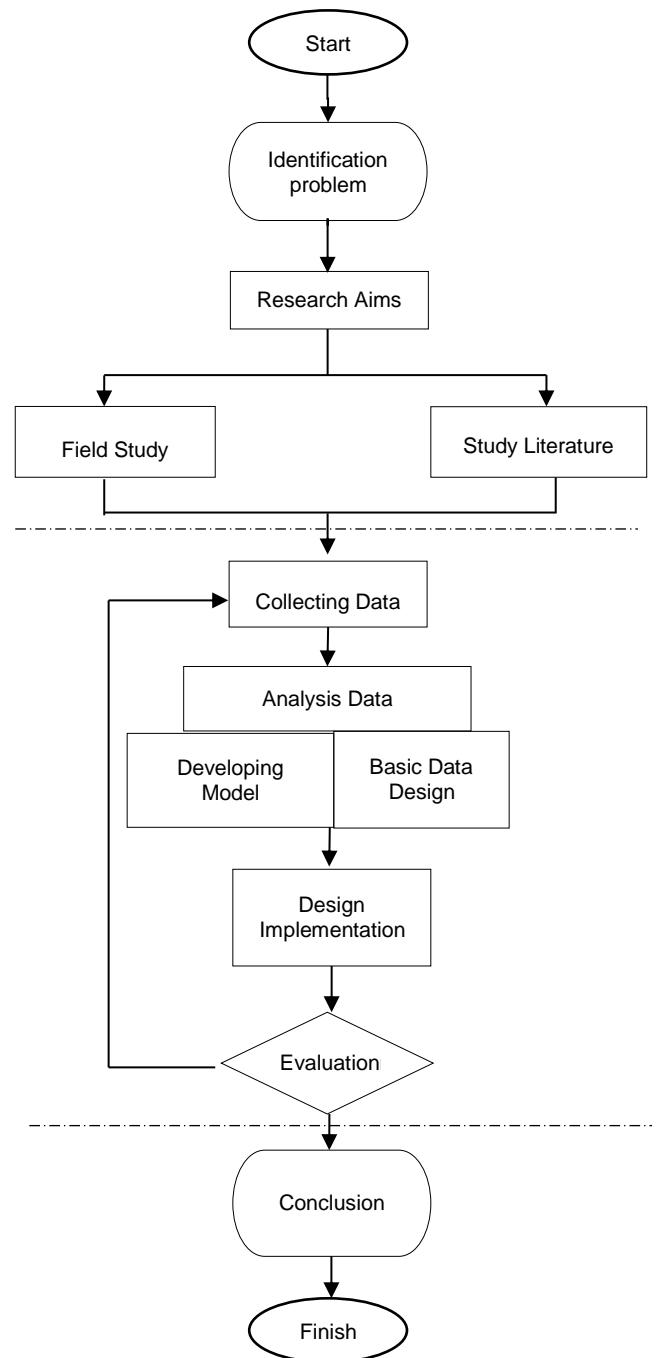 Start
Identification
problem
Research Aims
Field Study
Study Literature
Collecting Data
Analysis Data
Developing
Model
Basic Data
Design
Design
Implementation
Evaluation
Conclusion
Finish